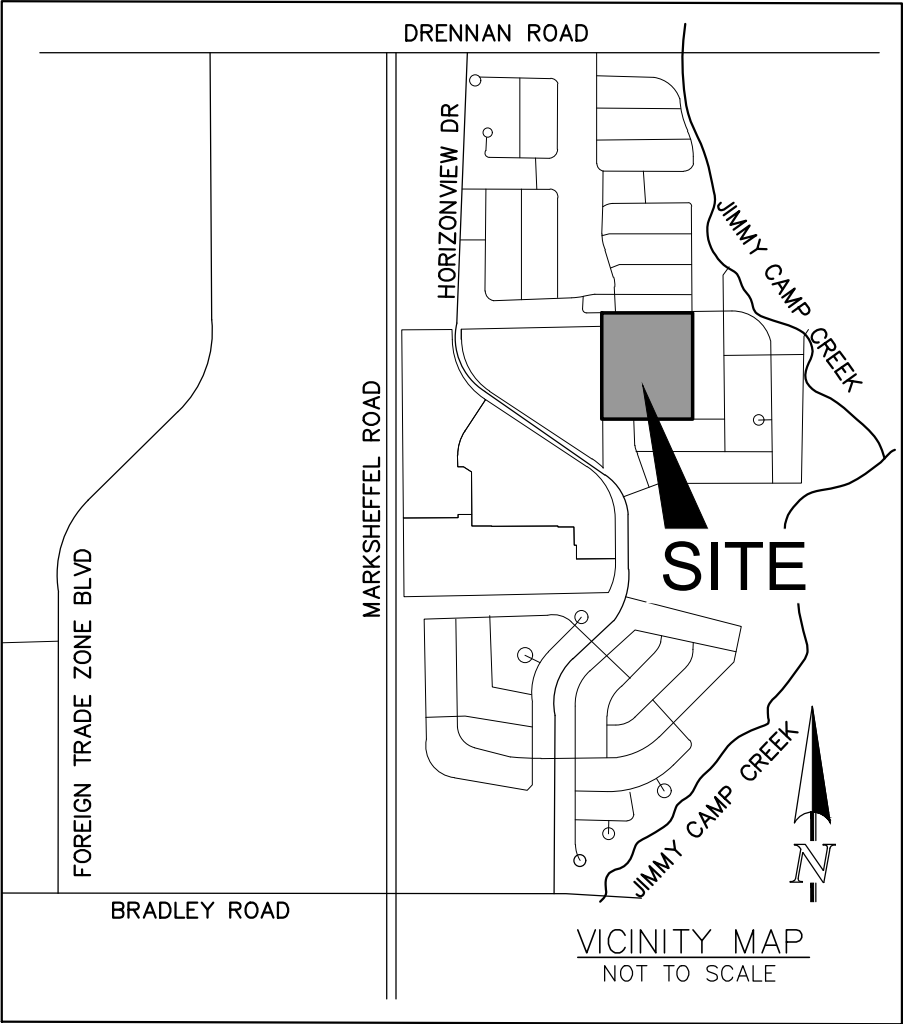 DRENNAN ROAD
HORIZONVIEW DR
JIMMY CAMP CREEK
MARKSHEFFEL ROAD
SITE
FOREIGN TRADE ZONE BLVD
JIMMY CAMP CREEK
N
BRADLEY ROAD
VICINITY MAP
NOT TO SCALE